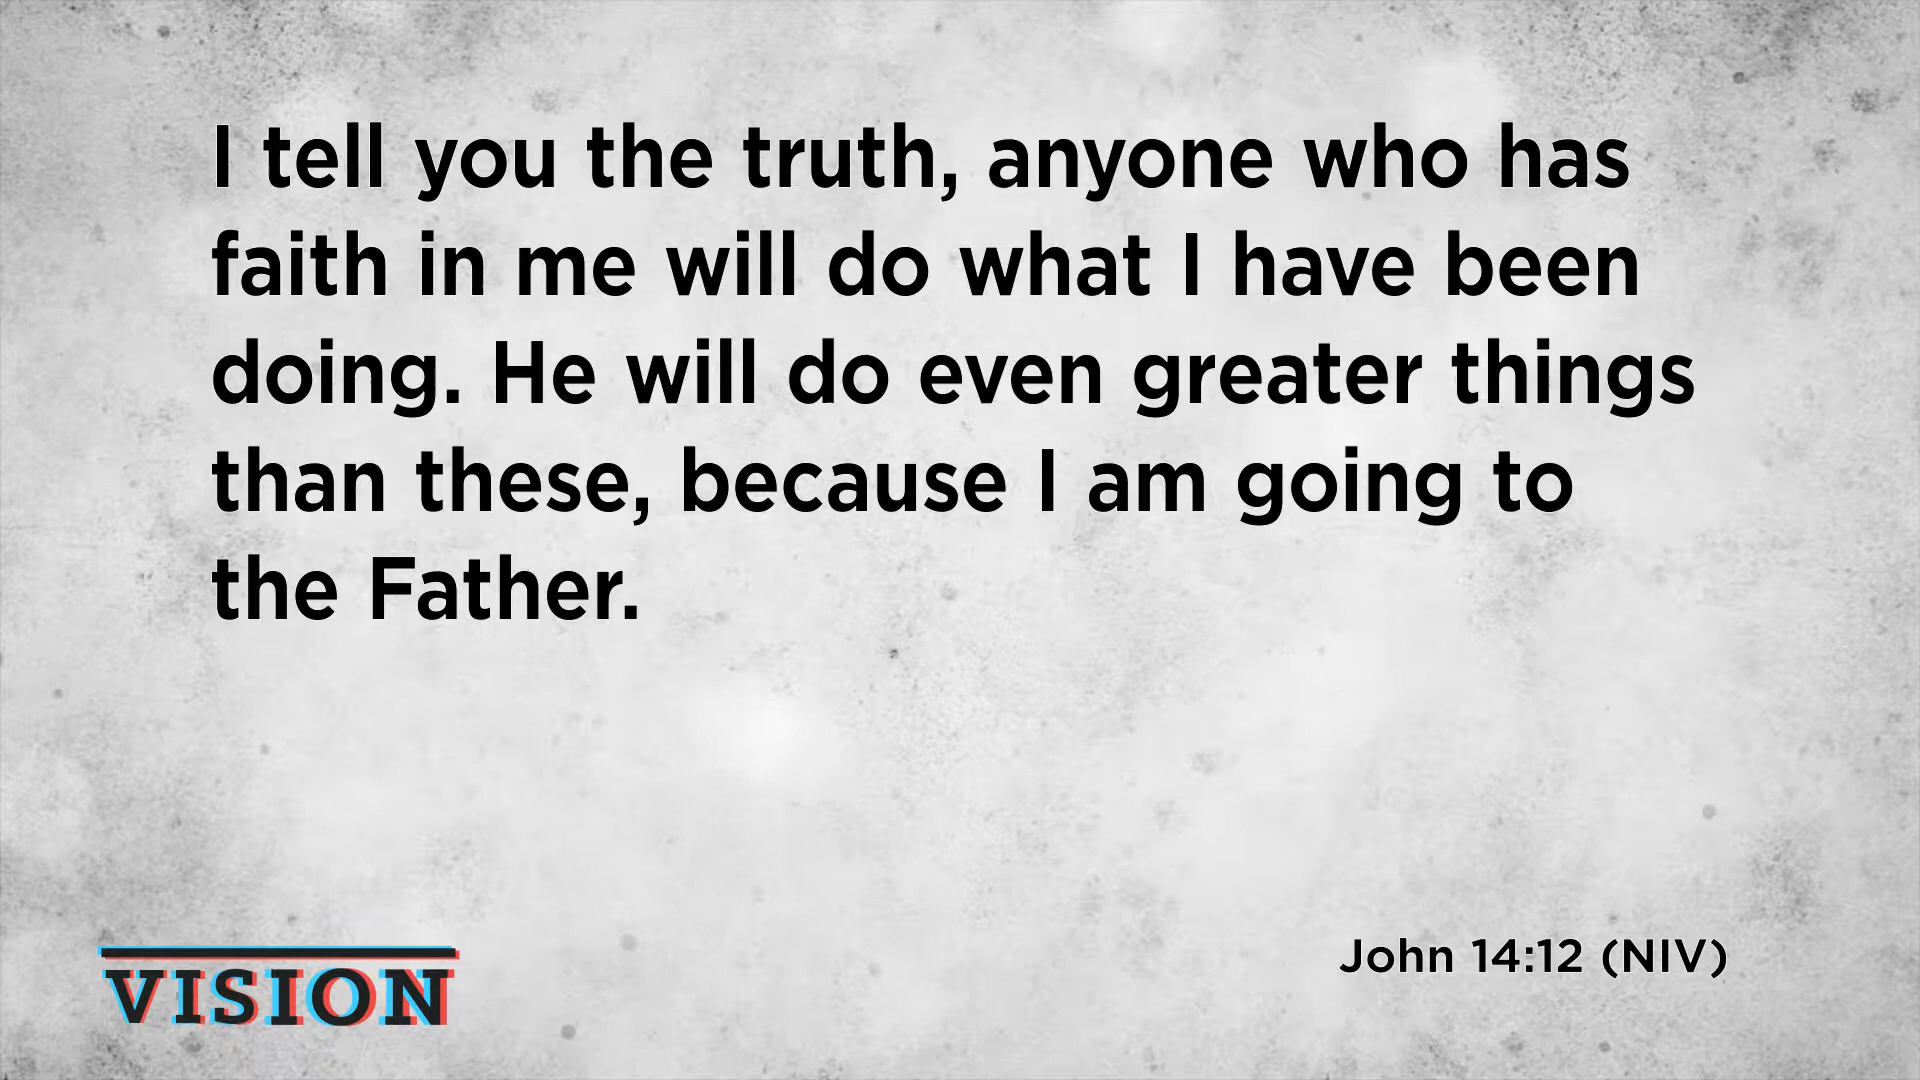 I tell you the truth, anyone who has
faith in me will do what I have been
doing. He will do even greater things
than these, because I am going to
the Father.
VISION
John 14:12 (NIV)